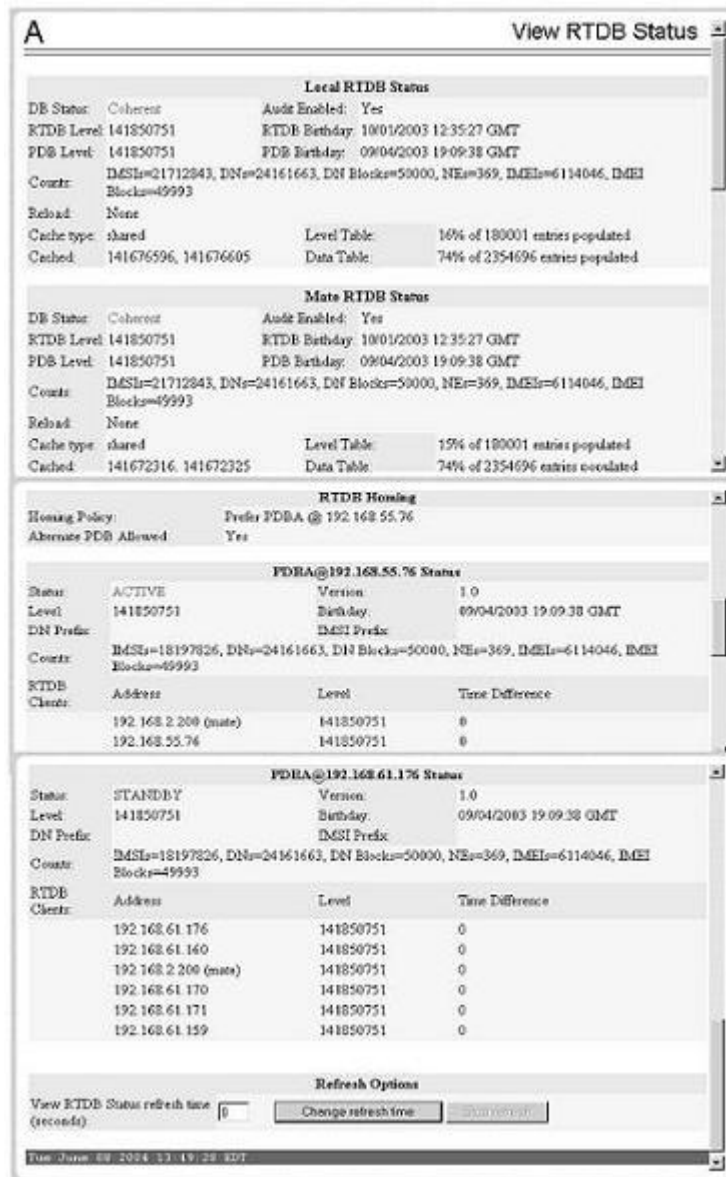 A View RTDB Status
Local RTDB Status
DB Status: Coherent Audit Enabled: Yes
RTDB Level: 141850751 RTDB Birthday: 10/01/2003 12:35:27 GMT
PDB Level: 141850751 PDB Birthday: 09/04/2003 19:09:38 GMT
Counts: IMSIs=21712843, DNs=24161663, DN Blocks=50000, NEs=369, IMEIs=6114046, IMEI
Blocks=49993
Reload: None
Cache type: shared Level Table: 16% of 180001 entries populated
Cached: 141676596, 141676605 Data Table: 74% of 2354696 entries populated
Mate RTDB Status
DB Status: Coherent Audit Enabled: Yes
RTDB Level: 141850751 RTDB Birthday: 10/01/2003 12:35:27 GMT
PDB Level: 141850751 PDB Birthday: 09/04/2003 19:09:38 GMT
Counts: IMSIs=21712843, DNs=24161663, DN Blocks=50000, NEs=369, IMEIs=6114046, IMEI
Blocks=49993
Reload: None
Cache type: shared Level Table: 15% of 180001 entries populated
Cached: 141672316, 141672325 Data Table: 74% of 2354696 entries populated
RTDB Homing
Homing Policy: Prefer PDBA @ 192.168.55.76
Alternate PDB Allowed Yes
PDBA@192.168.55.76 Status
Status: ACTIVE Version: 1.0
Level: 141850751 Birthday: 09/04/2003 19:09:38 GMT
DN Prefix: IMSI Prefix:
Counts: IMSIs=18197826, DNs=24161663, DN Blocks=50000, NEs=369, IMEIs=6114046, IMEI
Blocks=49993
RTDB
Clients: Address Level Time Difference
192.168.2.200 (mate) 141850751 0
192.168.55.76 141850751 0
PDBA@192.168.61.176 Status
Status: STANDBY Version: 1.0
Level: 141850751 Birthday: 09/04/2003 19:09:38 GMT
DN Prefix: IMSI Prefix:
Counts: IMSIs=18197826, DNs=24161663, DN Blocks=50000, NEs=369, IMEIs=6114046, IMEI
Blocks=49993
RTDB
Clients: Address Level Time Difference
192.168.61.176 141850751 0
192.168.61.160 141850751 0
192.168.2.200 (mate) 141850751 0
192.168.61.170 141850751 0
192.168.61.171 141850751 0
192.168.61.159 141850751 0
Refresh Options
View RTDB Status refresh time
(seconds) 0 Change refresh time
Tue June 08 2004 13:49:28 EDT